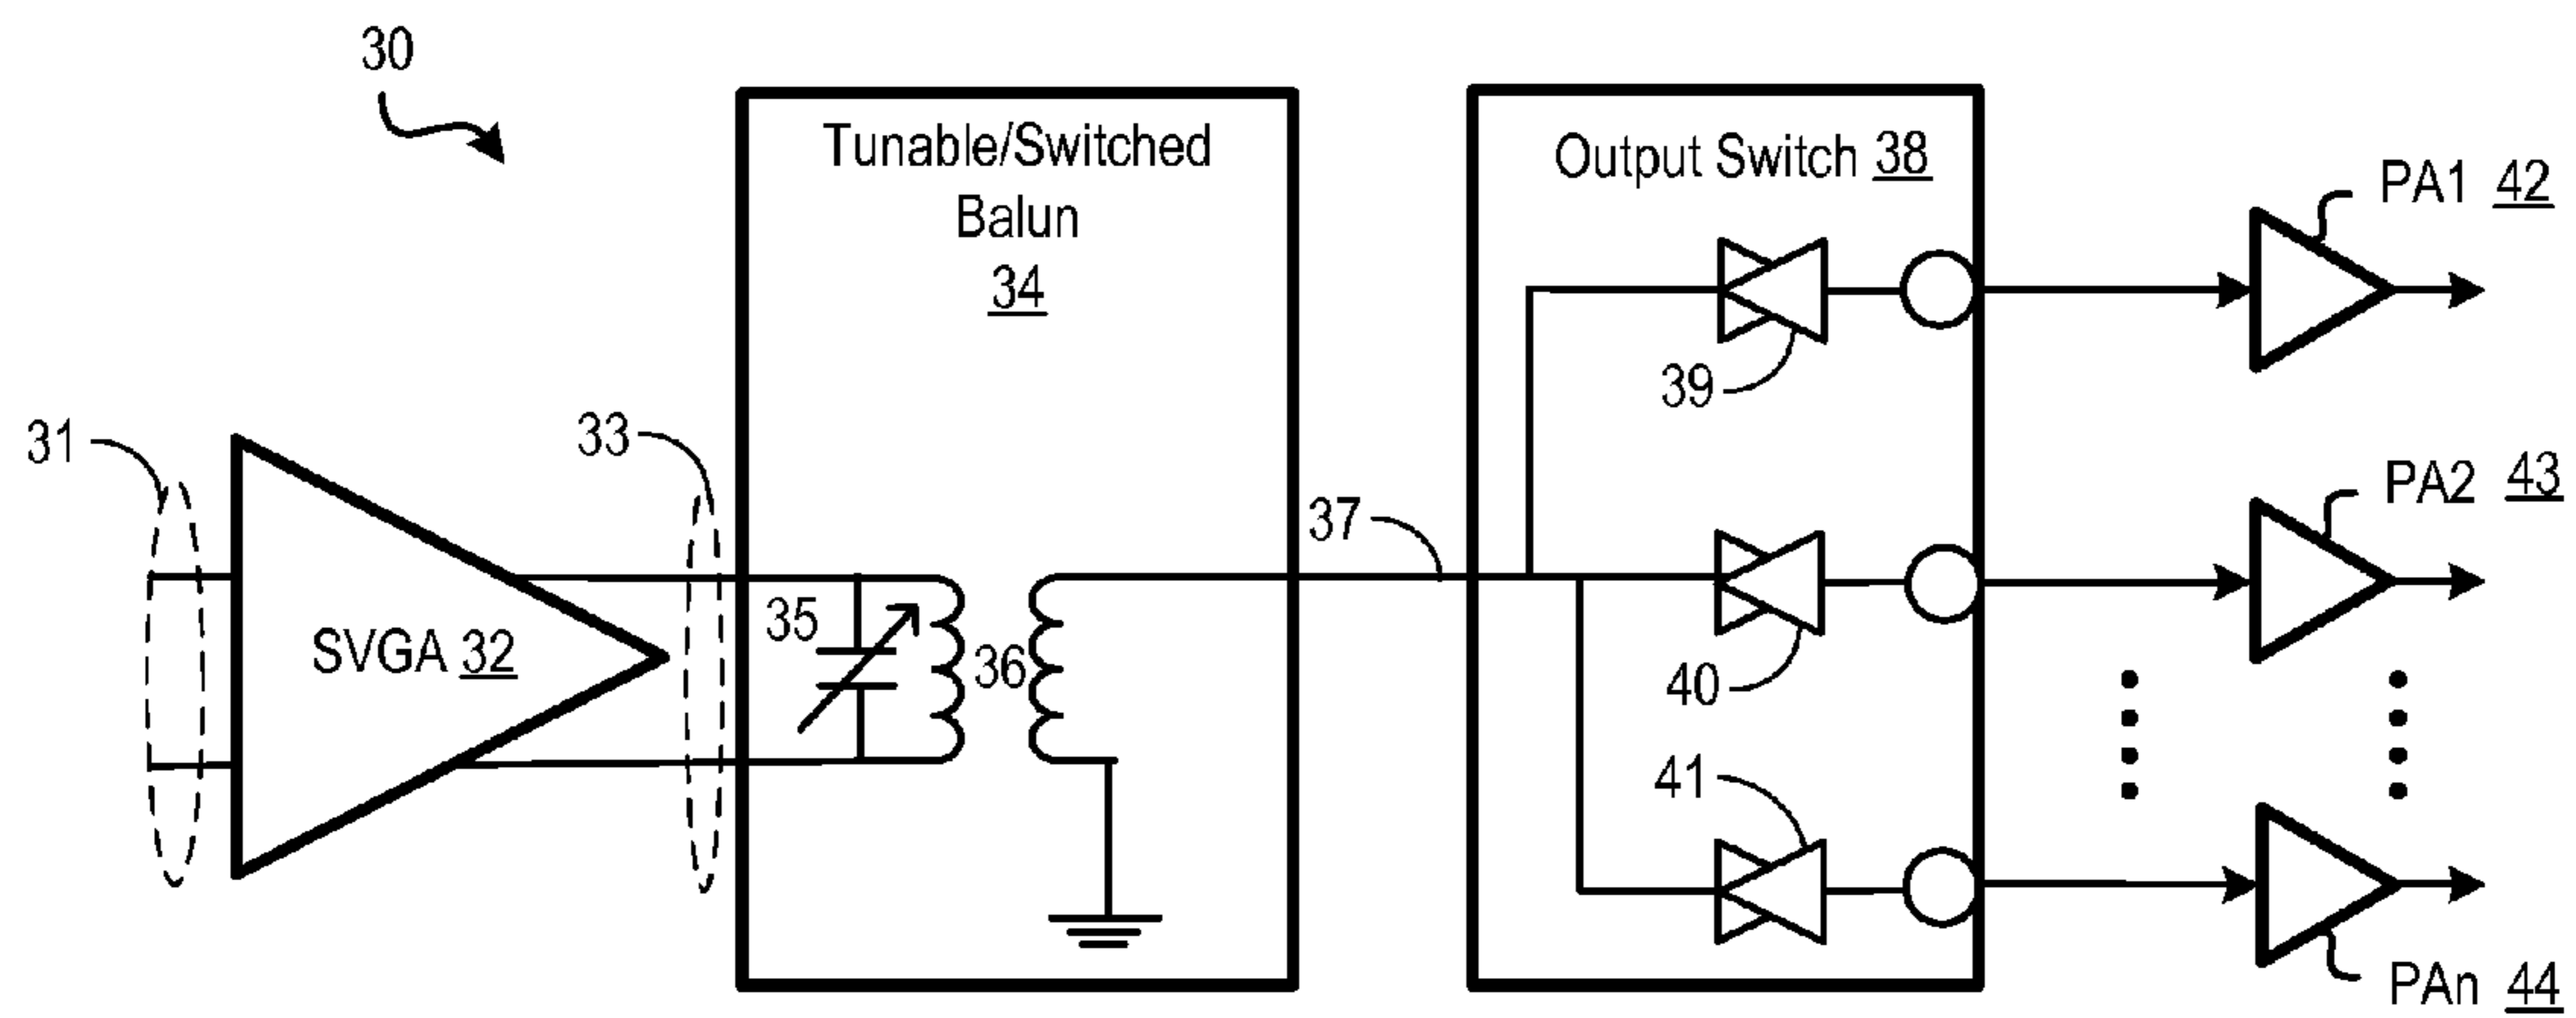 30
Tunable/Switched
Balun
34
Output Switch 38
PA1 42
39
31
33
PA2 43
37
35
SVGA 32
36
40
41
PAn 44